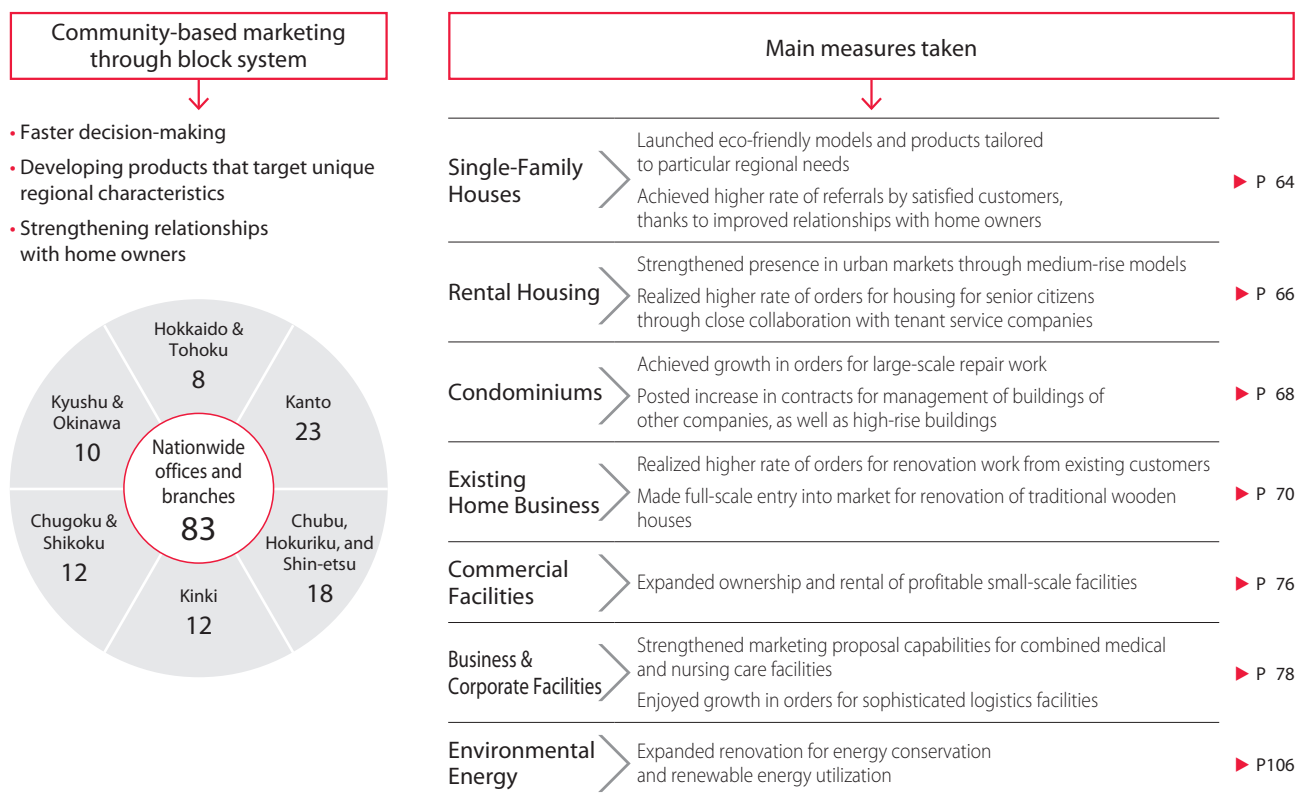 Community-based marketing
through block system
• Faster decision-making
• Developing products that target unique
regional characteristics
• Strengthening relationships
with home owners
Hokkaido &
Tohoku
8
Kanto
23
Chubu,
Hokuriku, and
Shin-etsu
18
Kinki
12
Chugoku &
Shikoku
12
Kyushu &
Okinawa
10
Nationwide
offices and
branches
83
Main measures taken
Single-Family
Houses
Launched eco-friendly models and products tailored
to particular regional needs
Achieved higher rate of referrals by satisfied customers,
thanks to improved relationships with home owners
▶ P 64
Rental Housing
Strengthened presence in urban markets through medium-rise models
Realized higher rate of orders for housing for senior citizens
through close collaboration with tenant service companies
▶ P 66
Condominiums
Achieved growth in orders for large-scale repair work
Posted increase in contracts for management of buildings of
other companies, as well as high-rise buildings
▶ P 68
Existing
Home Business
Realized higher rate of orders for renovation work from existing customers
Made full-scale entry into market for renovation of traditional wooden
houses
▶ P 70
Commercial
Facilities
Expanded ownership and rental of profitable small-scale facilities
▶ P 76
Business &
Corporate Facilities
Strengthened marketing proposal capabilities for combined medical
and nursing care facilities
Enjoyed growth in orders for sophisticated logistics facilities
▶ P 78
Environmental
Energy
Expanded renovation for energy conservation
and renewable energy utilization
▶ P106